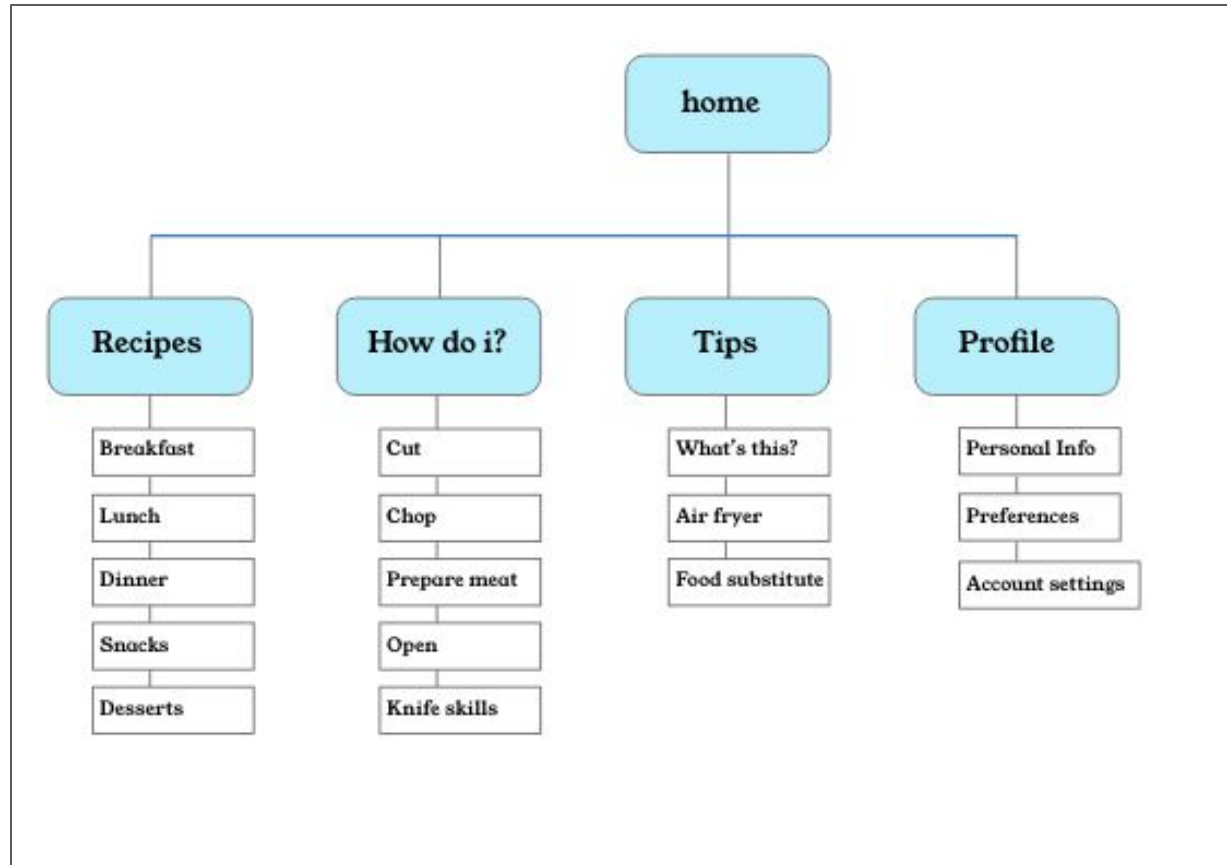 home
Recipes
How do i?
Tips
Profile
Breakfast
Lunch
Dinner
Snacks
Desserts
Cut
Chop
Prepare meat
Open
Knife skills
What's this?
Air fryer
Food substitute
Personal Info
Preferences
Account settings